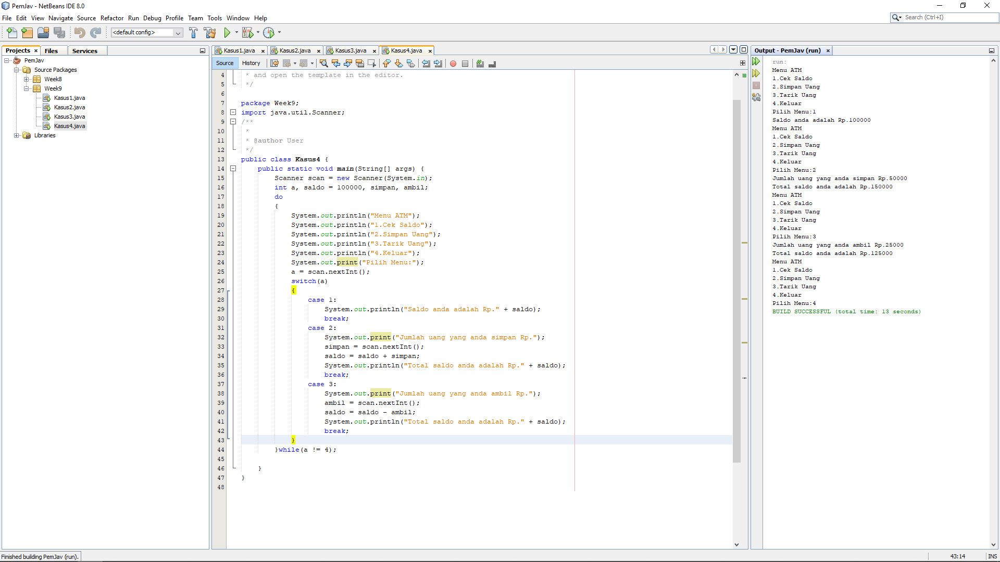 PemJav - NetBeans IDE 8.0
File Edit View Navigate Source Refactor Run Debug Profile Team Tools Window Help
Search (Ctrl+I)
<default config>
Projects Files Services
PemJav
Source Packages
Week8
Week9
Kasus1.java
Kasus2.java
Kasus3.java
Kasus4.java
Libraries
Kasus1.java Kasus2.java Kasus3.java Kasus4.java
Source History
4 * and open the template in the editor.
5 */
6
7 package Week9;
8 import java.util.Scanner;
9 /**
10 *
11 * @author User
12 */
13 public class Kasus4 {
14 public static void main(String[] args) {
15 Scanner scan = new Scanner(System.in);
16 int a, saldo = 100000, simpan, ambil;
17 do
18 {
19 System.out.println("Menu ATM");
20 System.out.println("1.Cek Saldo");
21 System.out.println("2.Simpan Uang");
22 System.out.println("3.Tarik Uang");
23 System.out.println("4.Keluar");
24 System.out.print("Pilih Menu:");
25 a = scan.nextInt();
26 switch(a)
27 {
28 case 1:
29 System.out.println("Saldo anda adalah Rp." + saldo);
30 break;
31 case 2:
32 System.out.print("Jumlah uang yang anda simpan Rp.");
33 simpan = scan.nextInt();
34 saldo = saldo + simpan;
35 System.out.println("Total saldo anda adalah Rp." + saldo);
36 break;
37 case 3:
38 System.out.print("Jumlah uang yang anda ambil Rp.");
39 ambil = scan.nextInt();
40 saldo = saldo - ambil;
41 System.out.println("Total saldo anda adalah Rp." + saldo);
42 break;
43 }
44 }while(a != 4);
45
46 }
47 }
48
Output - PemJav (run)
run:
Menu ATM
1.Cek Saldo
2.Simpan Uang
3.Tarik Uang
4.Keluar
Pilih Menu:1
Saldo anda adalah Rp.100000
Menu ATM
1.Cek Saldo
2.Simpan Uang
3.Tarik Uang
4.Keluar
Pilih Menu:2
Jumlah uang yang anda simpan Rp.50000
Total saldo anda adalah Rp.150000
Menu ATM
1.Cek Saldo
2.Simpan Uang
3.Tarik Uang
4.Keluar
Pilih Menu:3
Jumlah uang yang anda ambil Rp.25000
Total saldo anda adalah Rp.125000
Menu ATM
1.Cek Saldo
2.Simpan Uang
3.Tarik Uang
4.Keluar
Pilih Menu:4
BUILD SUCCESSFUL (total time: 13 seconds)
Finished building PemJav (run).
43:14 INS